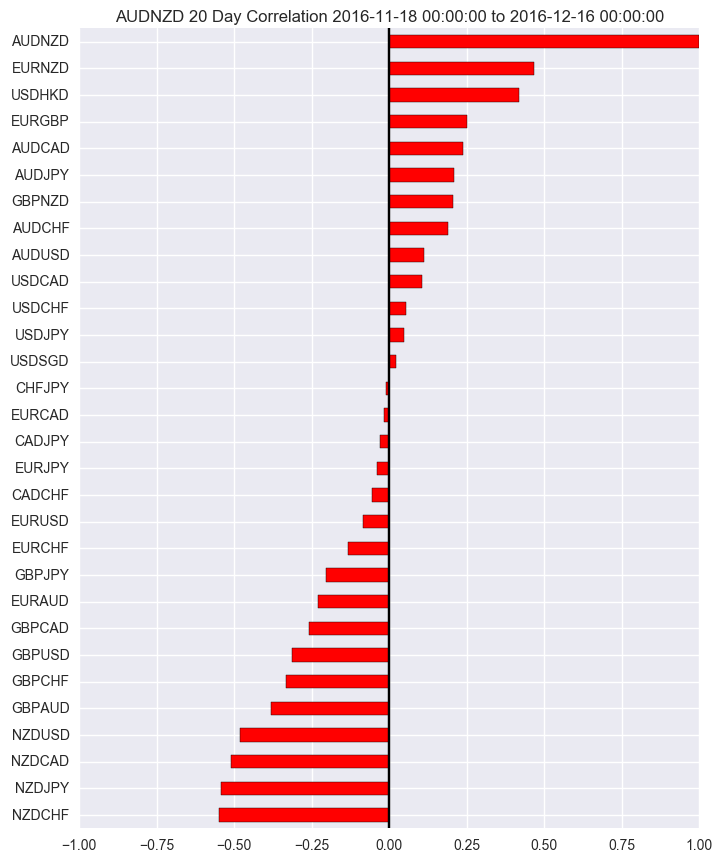 AUDNZD 20 Day Correlation 2016-11-18 00:00:00 to 2016-12-16 00:00:00
AUDNZD
EURNZD
USDHKD
EURGBP
AUDCAD
AUDJPY
GBPNZD
AUDCHF
AUDUSD
USDCAD
USDCHF
USDJPY
USDSGD
CHFJPY
EURCAD
CADJPY
EURJPY
CADCHF
EURUSD
EURCHF
GBPJPY
EURAUD
GBPCAD
GBPUSD
GBPCHF
GBPAUD
NZDUSD
NZDCAD
NZDJPY
NZDCHF
−1.00 −0.75 −0.50 −0.25 0.00 0.25 0.50 0.75 1.00